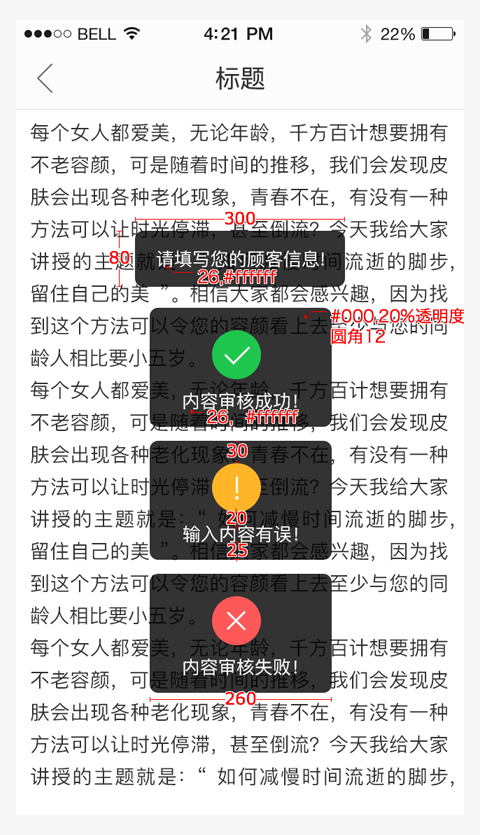 BELL 4:21 PM 22%
标题
每个女人都爱美，无论年龄，千方百计想要拥有
不老容颜，可是随着时间的推移，我们会发现皮
肤会出现各种老化现象，青春不在，有没有一种
300
方法可以让时光停滞，甚至倒流？今天我给大家
80
请填写您的顾客信息！
讲授的主题就 时间流逝的脚步，
26,#ffffff
留住自己的美 ”。相信大家都会感兴趣，因为找
#000,20%透明度
到这个方法可以令您的容颜看上去至少与您的同
圆角12
龄人相比要小五岁。
每个女人都爱美，无论年龄，千方百计想要拥有
内容审核成功！
不老容颜，可是随着时间的推移，我们会发现皮
26，#ffffff
肤会出现各种老化现象，青春不在，有没有一种
30
方法可以让时光停滞，甚至倒流？今天我给大家
讲授的主题就是：“ 如何减慢时间流逝的脚步，
20
输入内容有误！
留住自己的美 ”。相信大家都会感兴趣，因为找
25
到这个方法可以令您的容颜看上去至少与您的同
龄人相比要小五岁。
每个女人都爱美，无论年龄，千方百计想要拥有
内容审核失败！
不老容颜，可是随着时间的推移，我们会发现皮
260
肤会出现各种老化现象，青春不在，有没有一种
方法可以让时光停滞，甚至倒流？今天我给大家
讲授的主题就是：“ 如何减慢时间流逝的脚步，